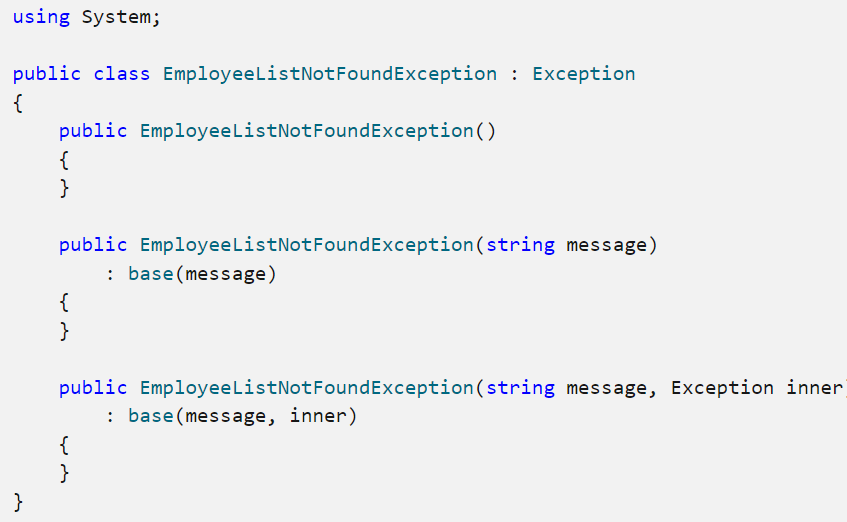 using System;
public class EmployeeListNotFoundException : Exception
{
    public EmployeeListNotFoundException()
    {
    }
    public EmployeeListNotFoundException(string message)
        : base(message)
    {
    }
    public EmployeeListNotFoundException(string message, Exception inner)
        : base(message, inner)
    {
    }
}